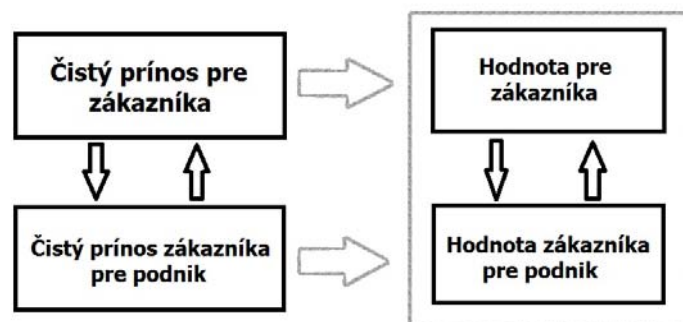 Čistý prínos pre
zákazníka
Hodnota pre
zákazníka
Čistý prínos zákazníka
pre podnik
Hodnota zákazníka
pre podnik